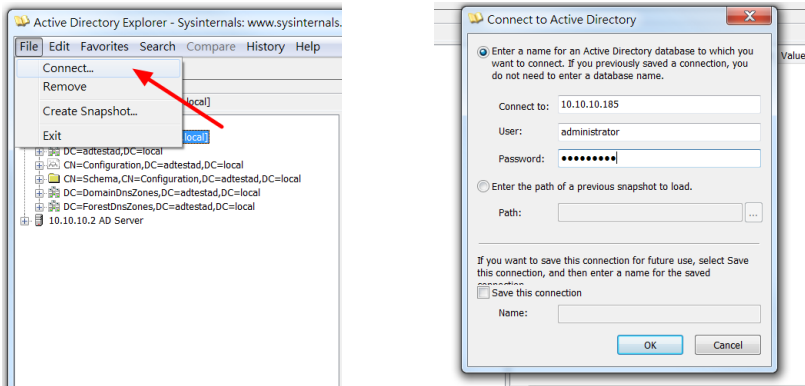 Active Directory Explorer - Sysinternals: www.sysinternals.
File Edit Favorites Search Compare History Help
Connect...
Remove
Create Snapshot...
Exit
local]
local]
DC=adtestad,DC=local
CN=Configuration,DC=adtestad,DC=local
CN=Schema,CN=Configuration,DC=adtestad,DC=local
DC=DomainDnsZones,DC=adtestad,DC=local
DC=ForestDnsZones,DC=adtestad,DC=local
10.10.10.2 AD Server
Connect to Active Directory
Value
Enter a name for an Active Directory database to which you
want to connect. If you previously saved a connection, you
do not need to enter a database name.
Connect to: 10.10.10.185
User: administrator
Password: ●●●●●●●●●
Enter the path of a previous snapshot to load.
Path: ...
If you want to save this connection for future use, select Save
this connection, and then enter a name for the saved
Save this connection
Name:
OK Cancel